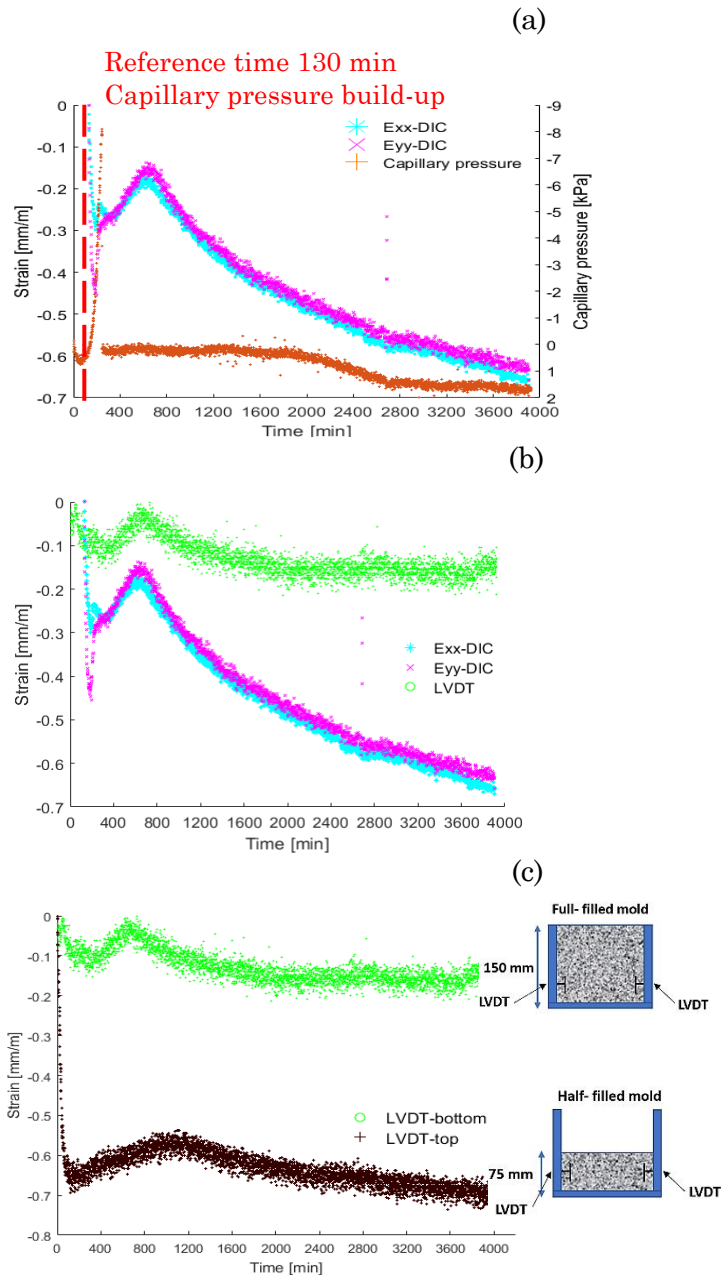 (a)
Reference time 130 min
Capillary pressure build-up
0
-0.1
-0.2
-0.3
-0.4
-0.5
-0.6
-0.7
Strain [mm/m]
Exx-DIC
Eyy-DIC
Capillary pressure
-9
-8
-7
-6
-5
-4
-3
-2
-1
0
1
2
Capillary pressure [kPa]
0 400 800 1200 1600 2000 2400 2800 3200 3600 4000
Time [min]
(b)
0
-0.1
-0.2
-0.3
-0.4
-0.5
-0.6
-0.7
Strain [mm/m]
Exx-DIC
Eyy-DIC
LVDT
0 400 800 1200 1600 2000 2400 2800 3200 3600 4000
Time [min]
(c)
0
-0.1
-0.2
-0.3
-0.4
-0.5
-0.6
-0.7
-0.8
Strain [mm/m]
LVDT-bottom
LVDT-top
0 400 800 1200 1600 2000 2400 2800 3200 3600 4000
Time [min]
Full- filled mold
150 mm
LVDT
LVDT
Half- filled mold
75 mm
LVDT
LVDT